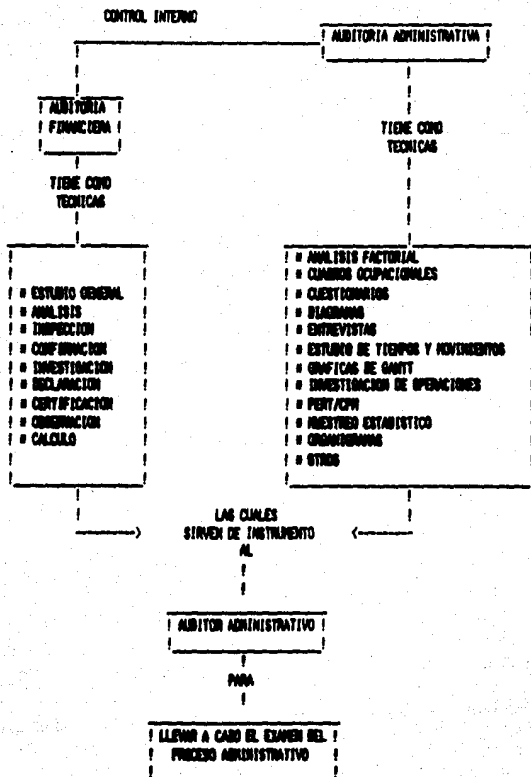 CONTROL INTERNO
AUDITORIA ADMINISTRATIVA
AUDITORIA
FINANCIERA
TIENE COMO
TECNICAS
TIENE COMO
TECNICAS
# ESTUDIO GENERAL
# ANALISIS
# INSPECCION
# CONFIRMACION
# INVESTIGACION
# DECLARACION
# CERTIFICACION
# OBSERVACION
# CALCULO
# ANALISIS FACTORIAL
# CUADROS OCUPACIONALES
# CUESTIONARIOS
# DIAGRAMAS
# ENTREVISTAS
# ESTUDIO DE TIEMPOS Y MOVIMIENTOS
# GRAFICAS DE GANTT
# INVESTIGACION DE OPERACIONES
# PERT/CPM
# MUESTREO ESTADISTICO
# ORGANIGRAMAS
# OTROS
LAS CUALES
SIRVEN DE INSTRUMENTO
AL
AUDITOR ADMINISTRATIVO
PARA
LLEVAR A CABO EL EXAMEN DEL
PROCESO ADMINISTRATIVO